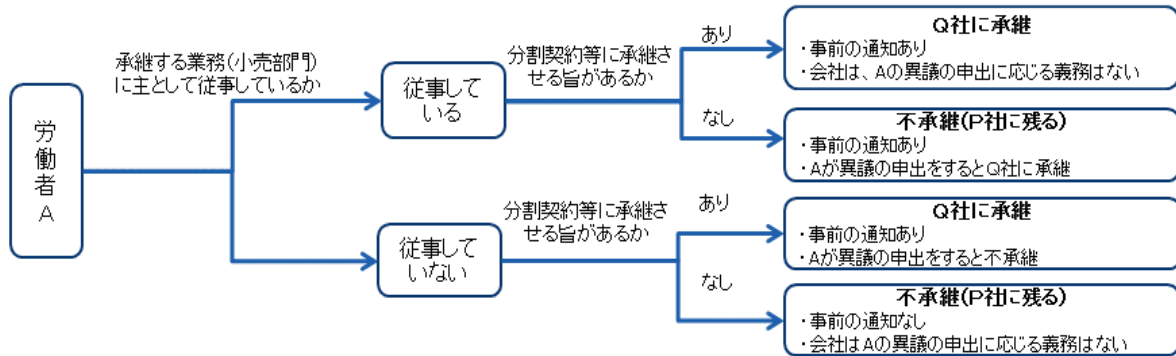 労働者A
承継する業務(小売部門)
に主として従事しているか
従事して
いる
分割契約等に承継さ
せる旨があるか
あり
Q社に承継
・事前の通知あり
・会社は、Aの異議の申出に応じる義務はない
なし
不承継(P社に残る)
・事前の通知あり
・Aが異議の申出をするとQ社に承継
従事して
いない
分割契約等に承継さ
せる旨があるか
あり
Q社に承継
・事前の通知あり
・Aが異議の申出をすると不承継
なし
不承継(P社に残る)
・事前の通知なし
・会社はAの異議の申出に応じる義務はない